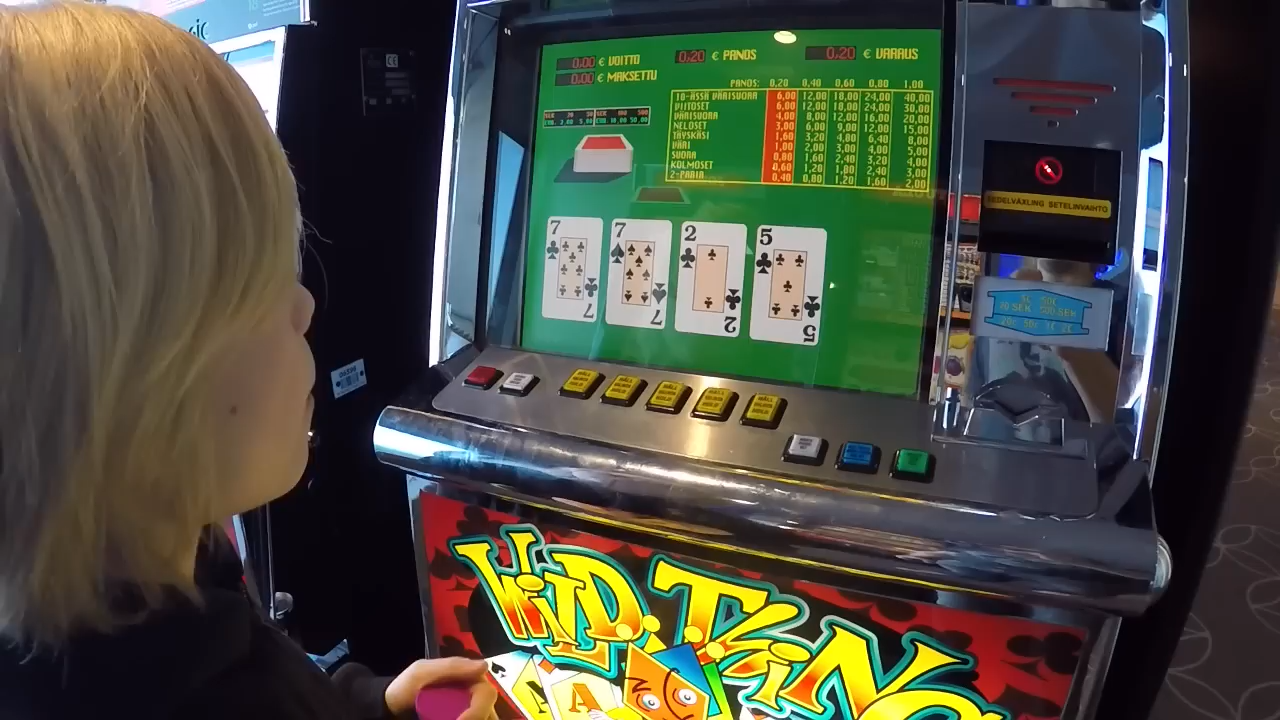 0,00 € VOITTO
0,00 € MAKSETTU
0,20 € PANOS
0,20 € VARAUS
PANOS: 0,20 0,40 0,60 0,80 1,00
10-ÄSSÄ VÄRISUORA 6,00 12,00 18,00 24,00 40,00
VIITOSET 6,00 12,00 18,00 24,00 30,00
VÄRISUORA 4,00 8,00 12,00 16,00 20,00
NELOSET 3,00 6,00 9,00 12,00 15,00
TÄYSKÄSI 1,60 3,20 4,80 6,40 8,00
VÄRI 1,00 2,00 3,00 4,00 5,00
SUORA 0,80 1,60 2,40 3,20 4,00
KOLMOSET 0,60 1,20 1,80 2,40 3,00
2-PARIA 0,40 0,80 1,20 1,60 2,00
7 7 2 5
7 7 2 5
SEDELVÄXLING SETELINVAIHTO
WILD TWIN
A